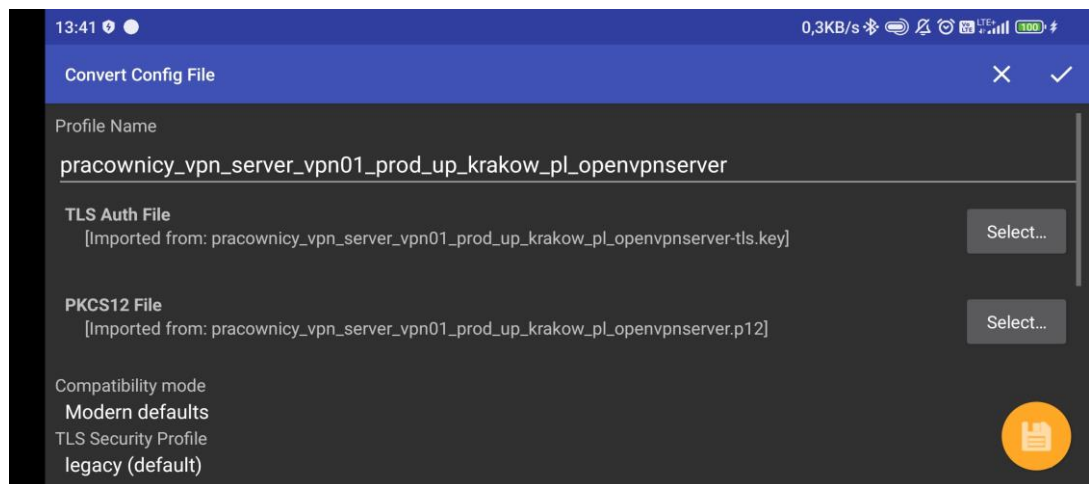 13:41
0,3KB/s LTE+ 100
Convert Config File
Profile Name
pracownicy_vpn_server_vpn01_prod_up_krakow_pl_openvpnserver
TLS Auth File
[Imported from: pracownicy_vpn_server_vpn01_prod_up_krakow_pl_openvpnserver-tls.key]
Select...
PKCS12 File
[Imported from: pracownicy_vpn_server_vpn01_prod_up_krakow_pl_openvpnserver.p12]
Select...
Compatibility mode
Modern defaults
TLS Security Profile
legacy (default)